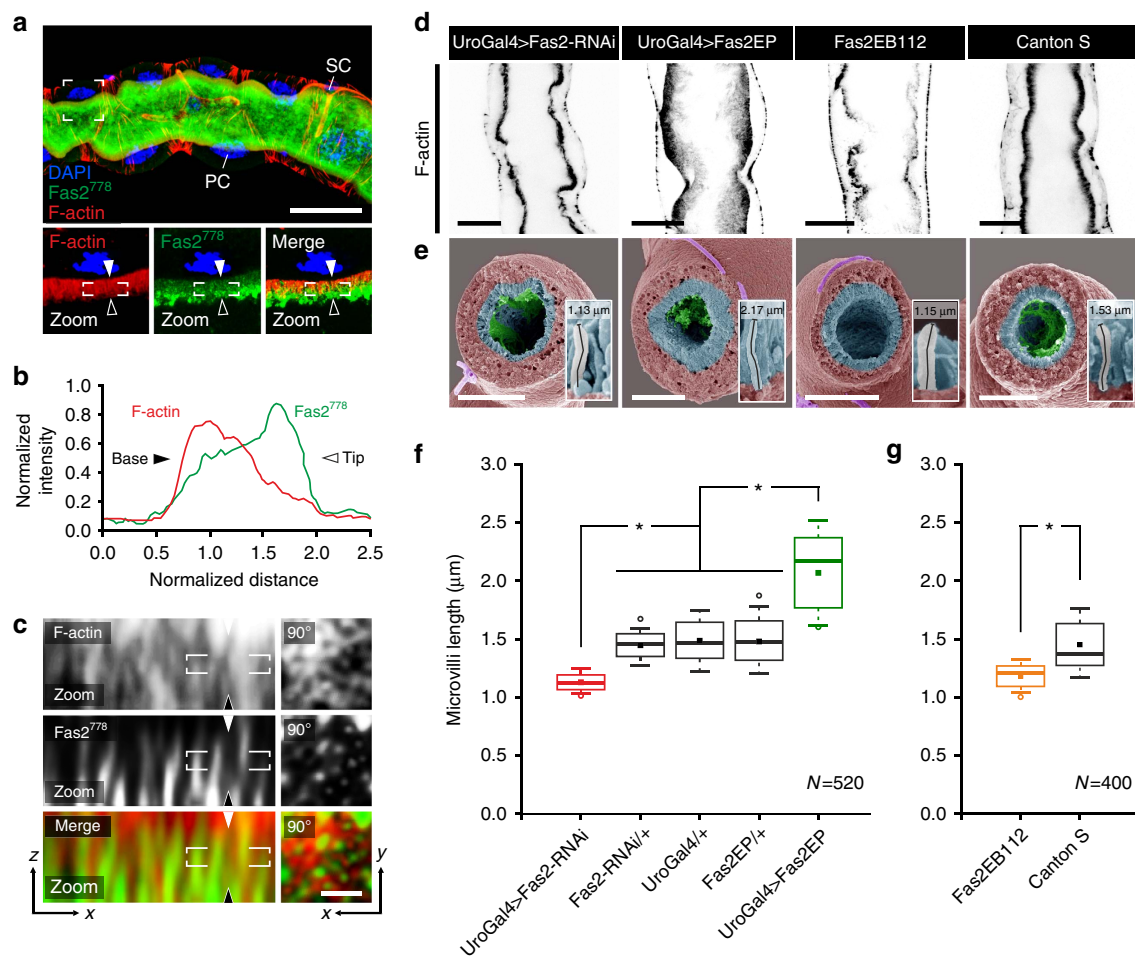 a
SC
DAPI
Fas2778
F-actin
PC
F-actin
Fas2778
Merge
Zoom
Zoom
Zoom
b
1.0
0.8
0.6
0.4
0.2
0.0
Normalized intensity
F-actin
Fas2778
Base
Tip
0.0 0.5 1.0 1.5 2.0 2.5
Normalized distance
c
F-actin
90°
Zoom
Fas2778
90°
Zoom
Merge
90°
Zoom
z
x
y
x
d
UroGal4>Fas2-RNAi
UroGal4>Fas2EP
Fas2EB112
Canton S
F-actin
e
1.13 μm
2.17 μm
1.15 μm
1.53 μm
f
3.0
2.5
2.0
1.5
1.0
0.5
0.0
Microvilli length (μm)
*
*
N=520
UroGal4>Fas2-RNAi
Fas2-RNAi/+
UroGal4/+
Fas2EP/+
UroGal4>Fas2EP
g
3.0
2.5
2.0
1.5
1.0
0.5
0.0
*
N=400
Fas2EB112
Canton S